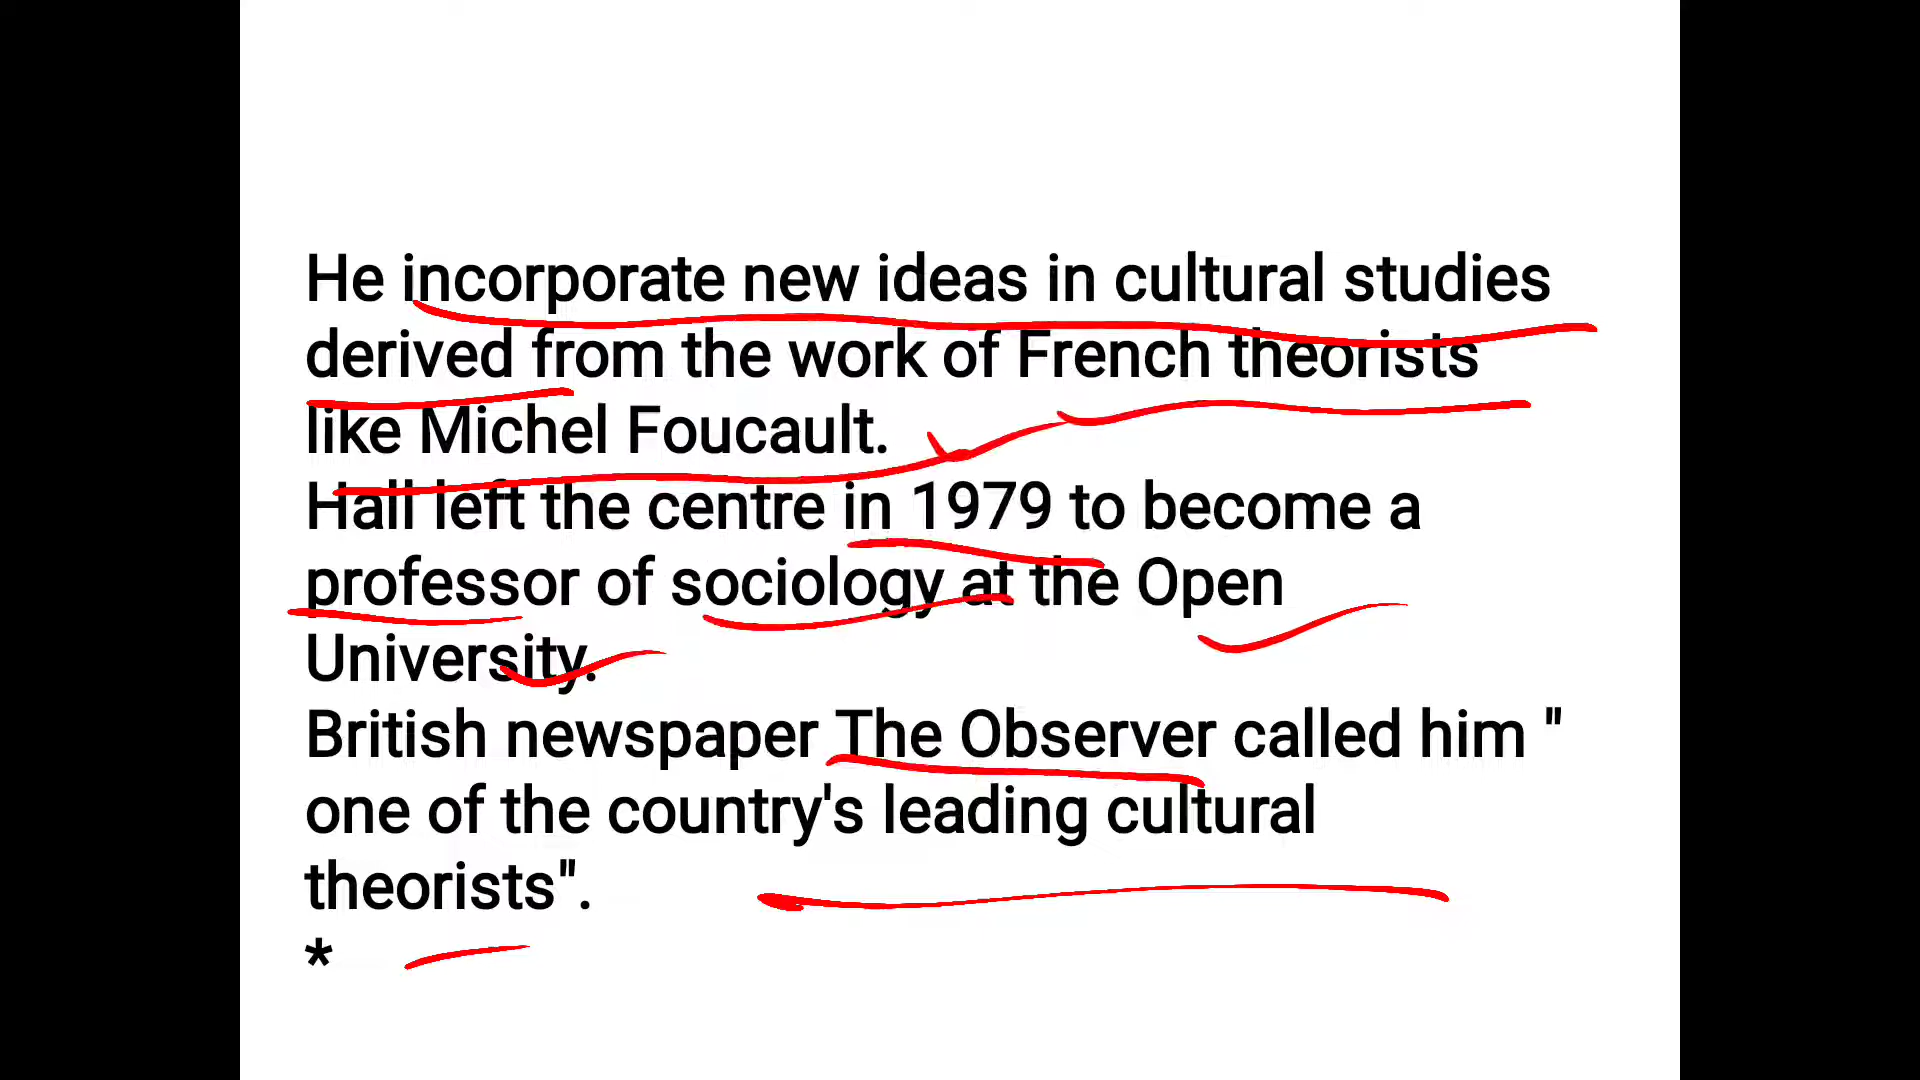 He incorporate new ideas in cultural studies
derived from the work of French theorists
like Michel Foucault.
Hall left the centre in 1979 to become a
professor of sociology at the Open
University.
British newspaper The Observer called him "
one of the country's leading cultural
theorists".
*